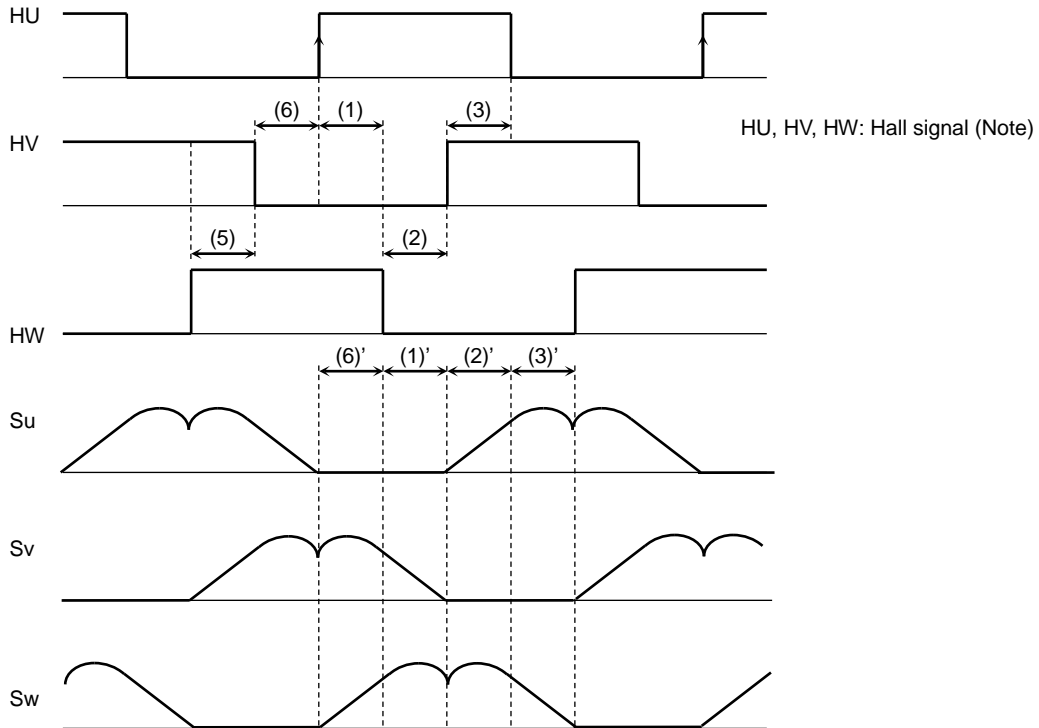 HU
(6) (1) (3)
HU, HV, HW: Hall signal (Note)
HV
(5) (2)
HW
(6)’ (1)’ (2)’ (3)’
Su
Sv
Sw